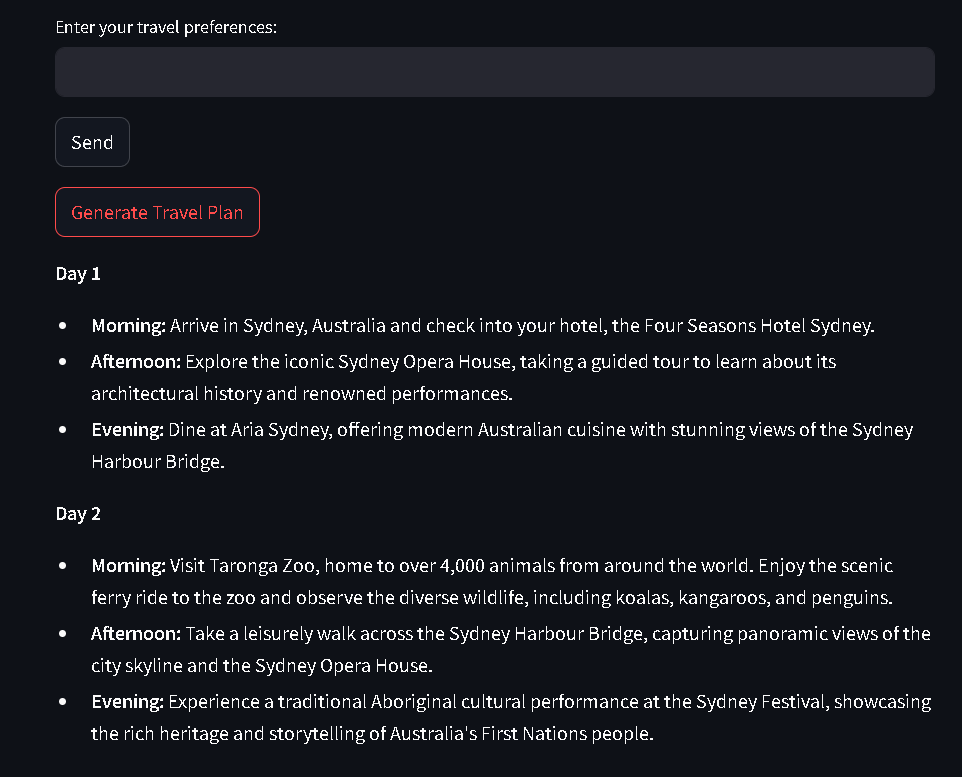 Enter your travel preferences:
Send
Generate Travel Plan
Day 1
• Morning: Arrive in Sydney, Australia and check into your hotel, the Four Seasons Hotel Sydney.
• Afternoon: Explore the iconic Sydney Opera House, taking a guided tour to learn about its
architectural history and renowned performances.
• Evening: Dine at Aria Sydney, offering modern Australian cuisine with stunning views of the Sydney
Harbour Bridge.
Day 2
• Morning: Visit Taronga Zoo, home to over 4,000 animals from around the world. Enjoy the scenic
ferry ride to the zoo and observe the diverse wildlife, including koalas, kangaroos, and penguins.
• Afternoon: Take a leisurely walk across the Sydney Harbour Bridge, capturing panoramic views of the
city skyline and the Sydney Opera House.
• Evening: Experience a traditional Aboriginal cultural performance at the Sydney Festival, showcasing
the rich heritage and storytelling of Australia's First Nations people.